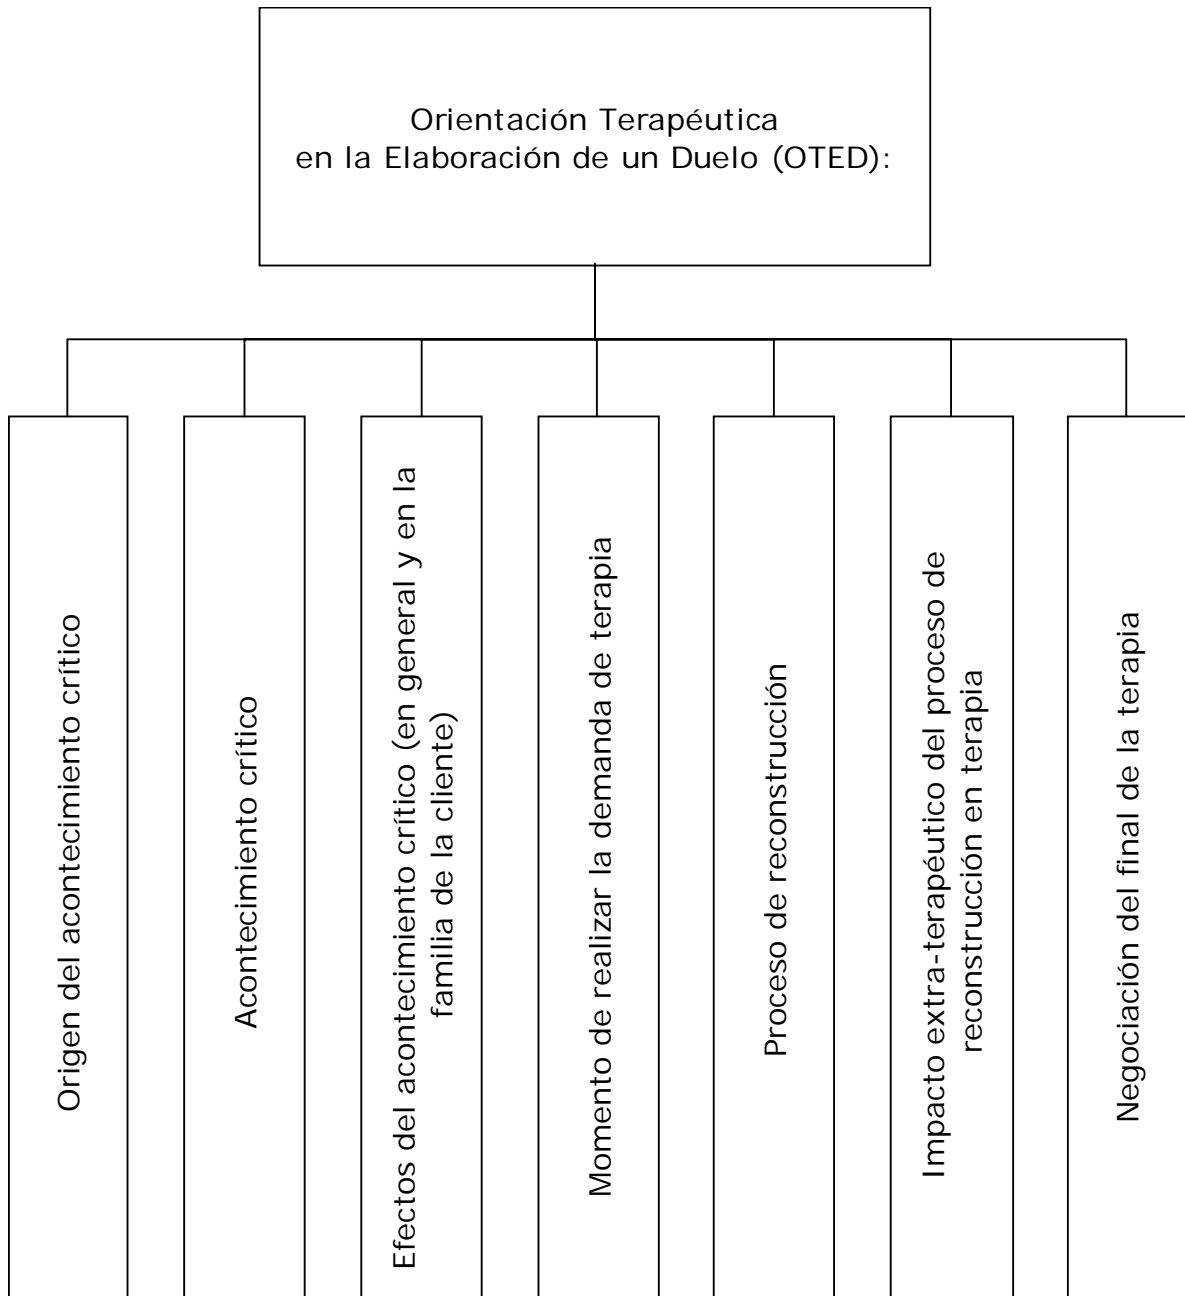 Orientación Terapéutica
en la Elaboración de un Duelo (OTED):
Origen del acontecimiento crítico
Acontecimiento crítico
Efectos del acontecimiento crítico (en general y en la
familia de la cliente)
Momento de realizar la demanda de terapia
Proceso de reconstrucción
Impacto extra-terapéutico del proceso de
reconstrucción en terapia
Negociación del final de la terapia